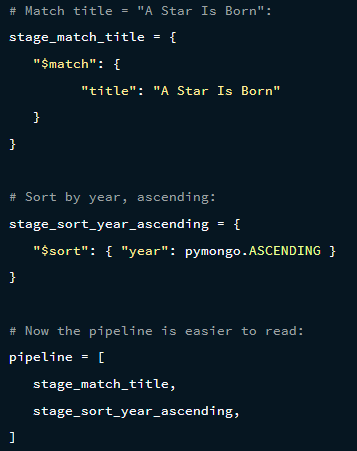 # Match title = "A Star Is Born":
stage_match_title = {
   "$match": {
         "title": "A Star Is Born"
   }
}

# Sort by year, ascending:
stage_sort_year_ascending = {
   "$sort": { "year": pymongo.ASCENDING }
}

# Now the pipeline is easier to read:
pipeline = [
   stage_match_title,
   stage_sort_year_ascending,
]